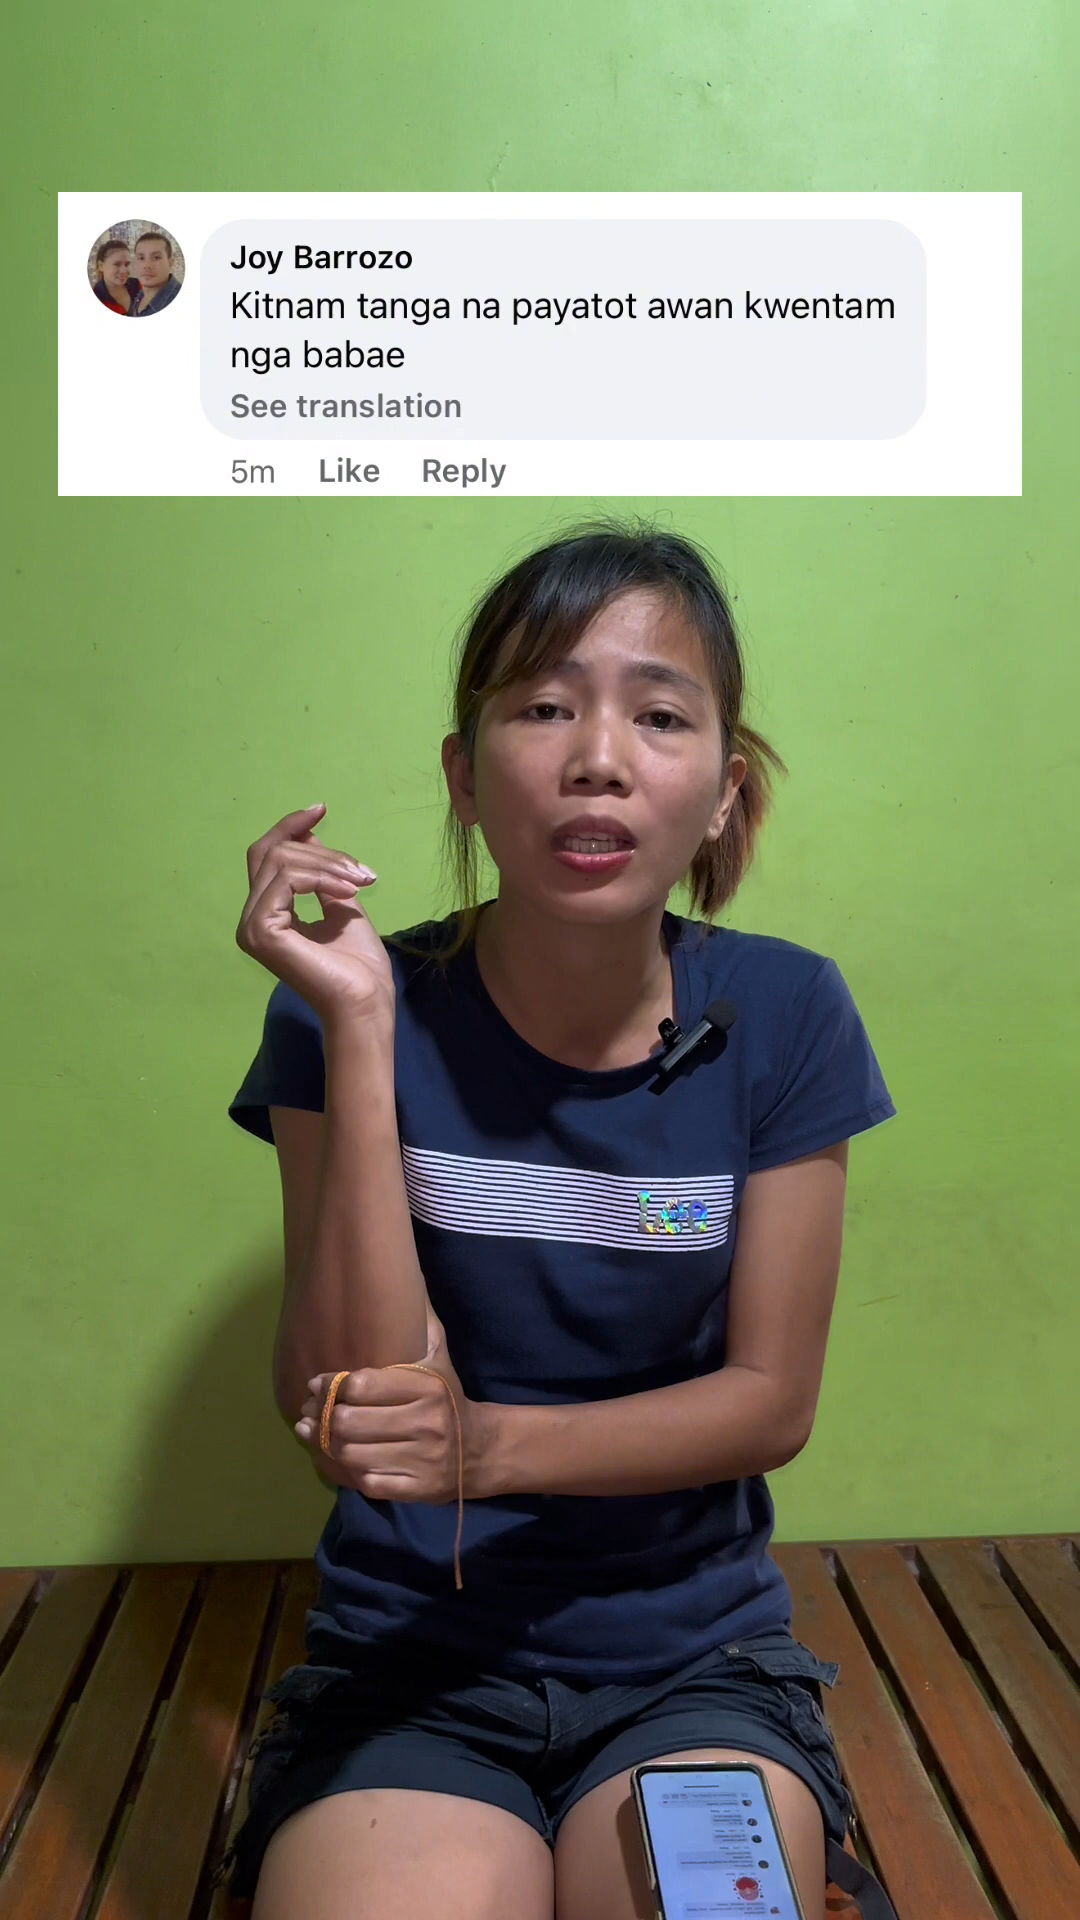 Joy Barrozo
Kitnam tanga na payatot awan kwentam
nga babae
See translation
5m Like Reply
Lee